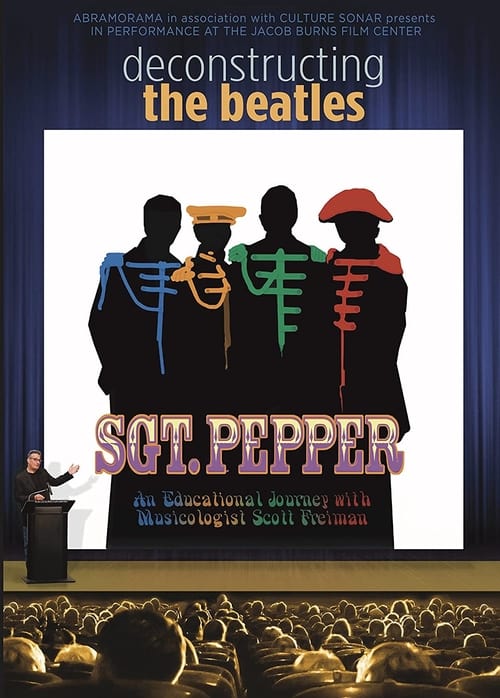 ABRAMORAMA in association with CULTURE SONAR presents
IN PERFORMANCE AT THE JACOB BURNS FILM CENTER
deconstructing
the beatles
SGT. PEPPER
An Educational Journey with
Musicologist Scott Freiman